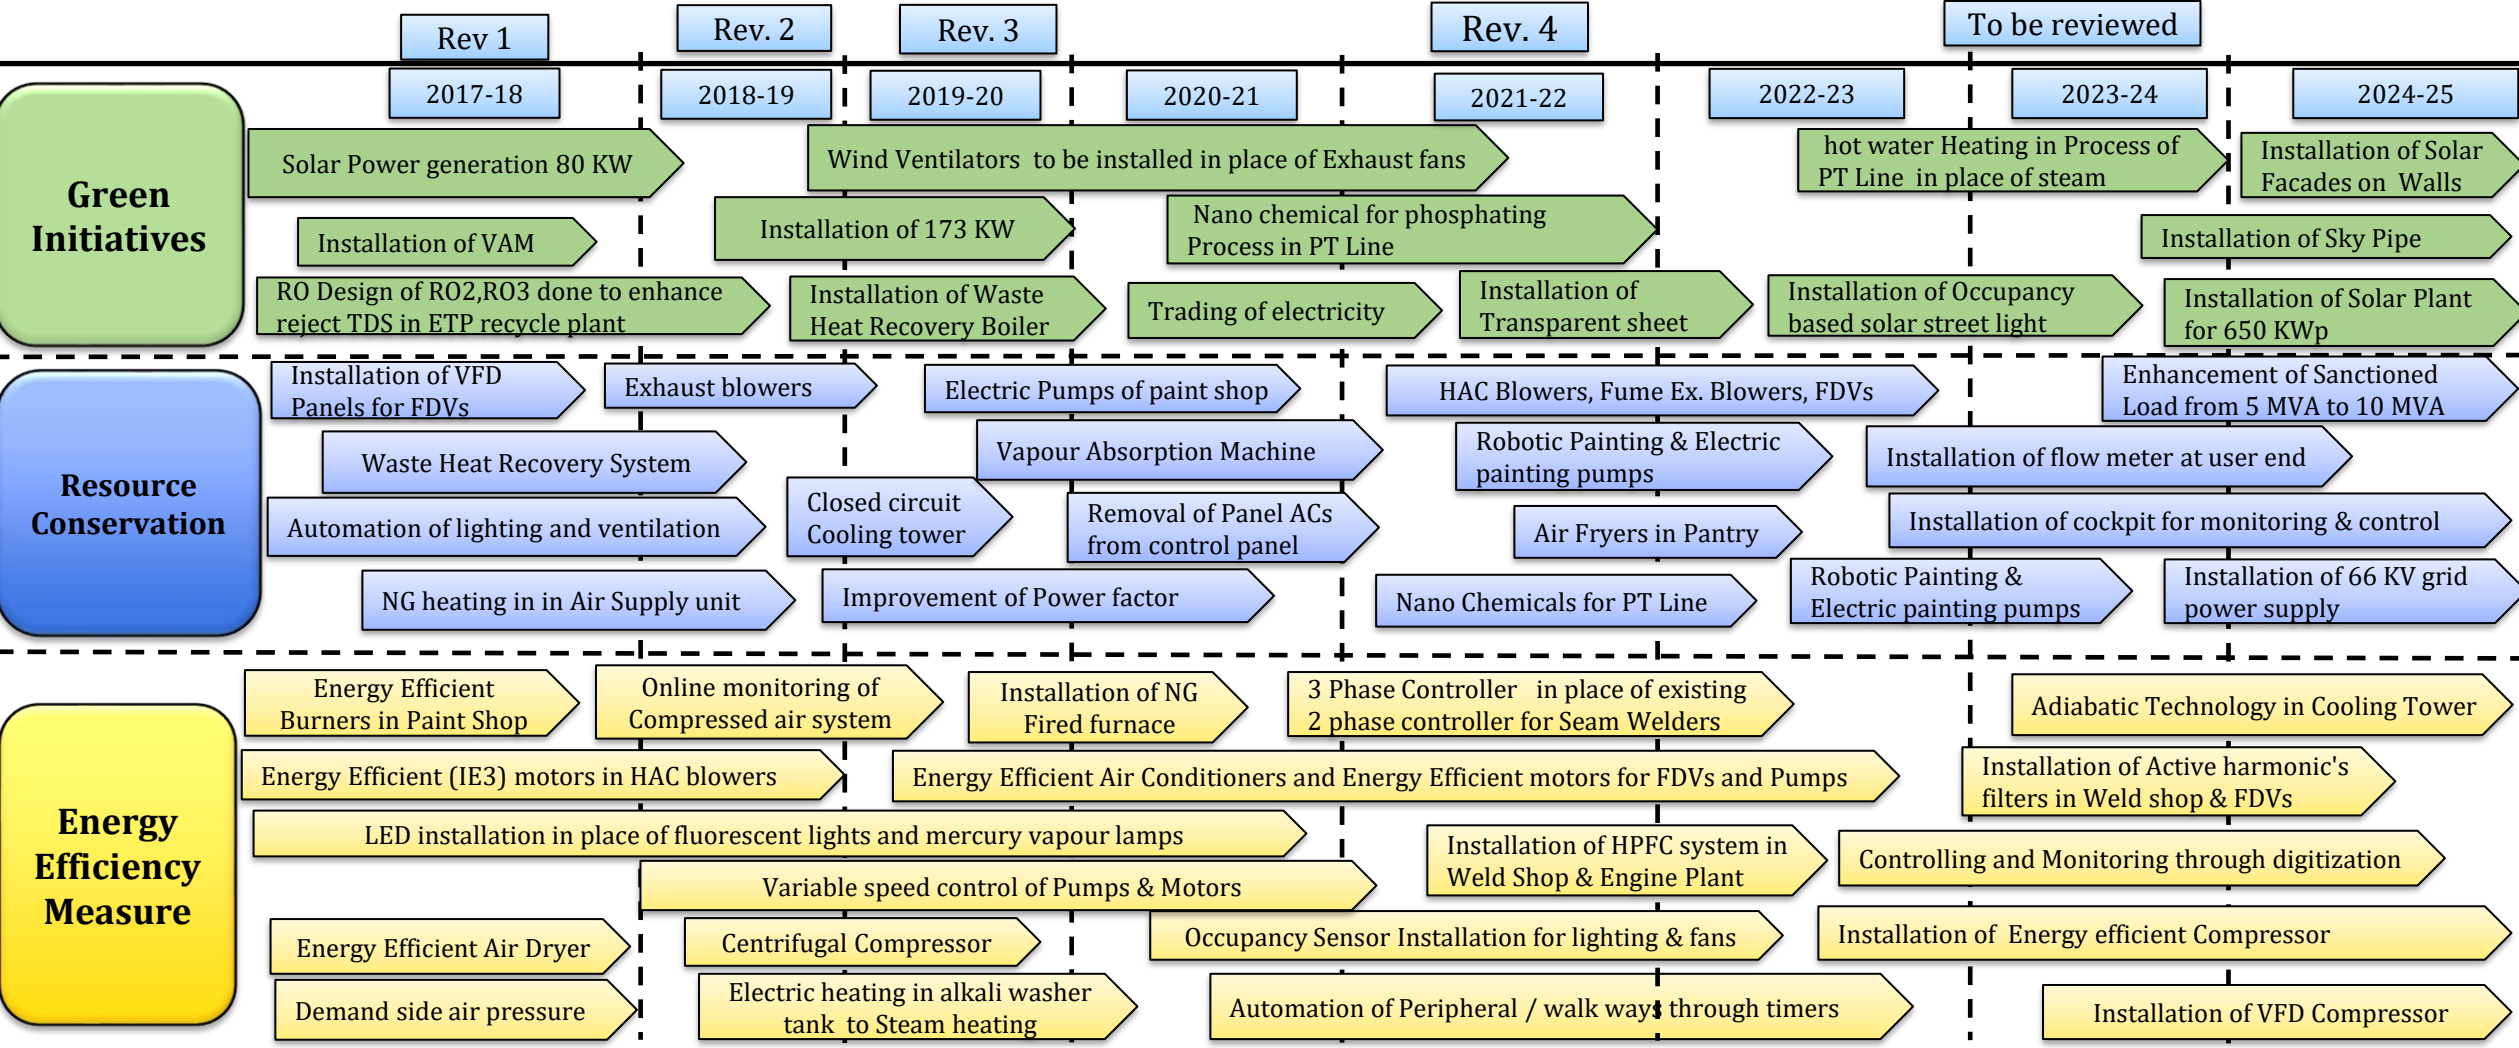 Rev 1
Rev. 2
Rev. 3
Rev. 4
To be reviewed
2017-18
2018-19
2019-20
2020-21
2021-22
2022-23
2023-24
2024-25
Green
Initiatives
Solar Power generation 80 KW
Wind Ventilators to be installed in place of Exhaust fans
hot water Heating in Process of
PT Line in place of steam
Installation of Solar
Facades on Walls
Installation of VAM
Installation of 173 KW
Nano chemical for phosphating
Process in PT Line
Installation of Sky Pipe
RO Design of RO2,RO3 done to enhance
reject TDS in ETP recycle plant
Installation of Waste
Heat Recovery Boiler
Trading of electricity
Installation of
Transparent sheet
Installation of Occupancy
based solar street light
Installation of Solar Plant
for 650 KWp
Resource
Conservation
Installation of VFD
Panels for FDVs
Exhaust blowers
Electric Pumps of paint shop
HAC Blowers, Fume Ex. Blowers, FDVs
Enhancement of Sanctioned
Load from 5 MVA to 10 MVA
Waste Heat Recovery System
Vapour Absorption Machine
Robotic Painting & Electric
painting pumps
Installation of flow meter at user end
Automation of lighting and ventilation
Closed circuit
Cooling tower
Removal of Panel ACs
from control panel
Air Fryers in Pantry
Installation of cockpit for monitoring & control
NG heating in in Air Supply unit
Improvement of Power factor
Nano Chemicals for PT Line
Robotic Painting &
Electric painting pumps
Installation of 66 KV grid
power supply
Energy
Efficiency
Measure
Energy Efficient
Burners in Paint Shop
Online monitoring of
Compressed air system
Installation of NG
Fired furnace
3 Phase Controller in place of existing
2 phase controller for Seam Welders
Adiabatic Technology in Cooling Tower
Energy Efficient (IE3) motors in HAC blowers
Energy Efficient Air Conditioners and Energy Efficient motors for FDVs and Pumps
Installation of Active harmonic's
filters in Weld shop & FDVs
LED installation in place of fluorescent lights and mercury vapour lamps
Installation of HPFC system in
Weld Shop & Engine Plant
Controlling and Monitoring through digitization
Variable speed control of Pumps & Motors
Energy Efficient Air Dryer
Centrifugal Compressor
Occupancy Sensor Installation for lighting & fans
Installation of Energy efficient Compressor
Demand side air pressure
Electric heating in alkali washer
tank to Steam heating
Automation of Peripheral / walk ways through timers
Installation of VFD Compressor